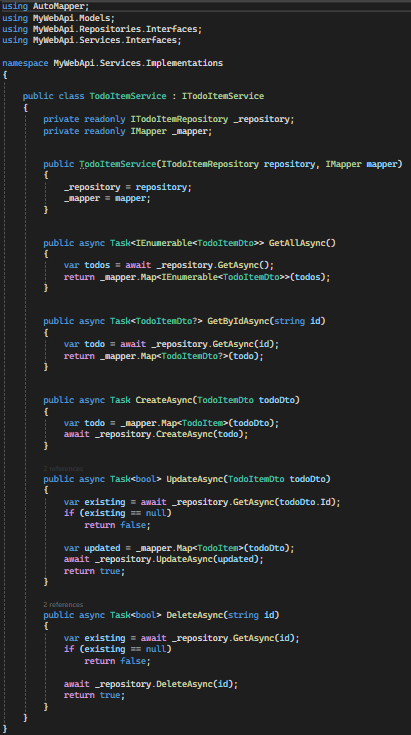 using AutoMapper;
using MyWebApi.Models;
using MyWebApi.Repositories.Interfaces;
using MyWebApi.Services.Interfaces;
namespace MyWebApi.Services.Implementations
{
public class TodoItemService : ITodoItemService
{
private readonly ITodoItemRepository _repository;
private readonly IMapper _mapper;
public TodoItemService(ITodoItemRepository repository, IMapper mapper)
{
_repository = repository;
_mapper = mapper;
}
public async Task<IEnumerable<TodoItemDto>> GetAllAsync()
{
var todos = await _repository.GetAsync();
return _mapper.Map<IEnumerable<TodoItemDto>>(todos);
}
public async Task<TodoItemDto?> GetByIdAsync(string id)
{
var todo = await _repository.GetAsync(id);
return _mapper.Map<TodoItemDto?>(todo);
}
public async Task CreateAsync(TodoItemDto todoDto)
{
var todo = _mapper.Map<TodoItem>(todoDto);
await _repository.CreateAsync(todo);
}
2 references
public async Task<bool> UpdateAsync(TodoItemDto todoDto)
{
var existing = await _repository.GetAsync(todoDto.Id);
if (existing == null)
return false;
var updated = _mapper.Map<TodoItem>(todoDto);
await _repository.UpdateAsync(updated);
return true;
}
2 references
public async Task<bool> DeleteAsync(string id)
{
var existing = await _repository.GetAsync(id);
if (existing == null)
return false;
await _repository.DeleteAsync(id);
return true;
}
}
}